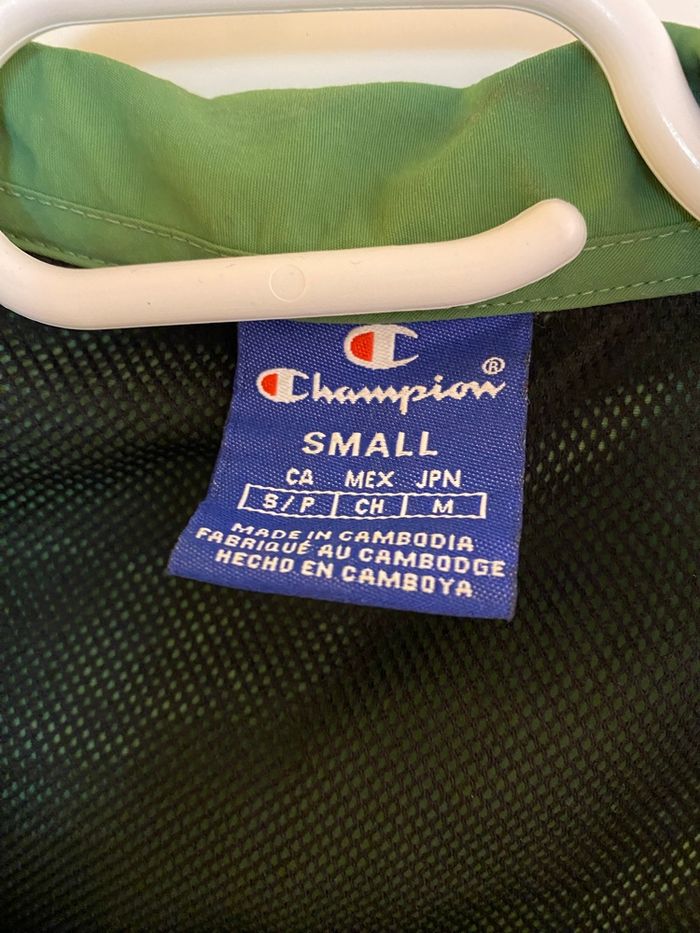 Champion®
SMALL
CA MEX JPN
S/P CH M
MADE IN CAMBODIA
FABRIQUÉ AU CAMBODGE
HECHO EN CAMBOYA